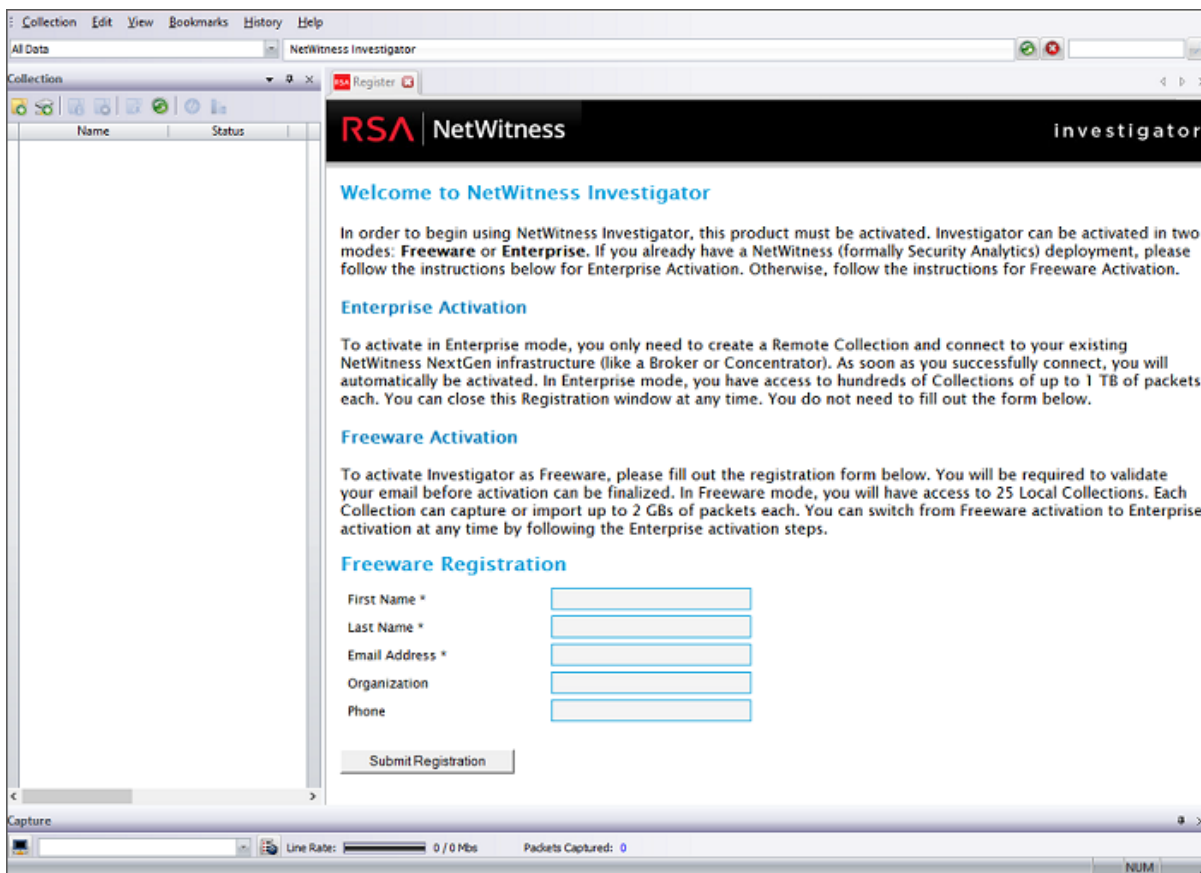 Collection Edit View Bookmarks History Help
All Data
NetWitness Investigator
Collection
RSA Register
Name Status
RSA NetWitness
investigator
Welcome to NetWitness Investigator
In order to begin using NetWitness Investigator, this product must be activated. Investigator can be activated in two
modes: Freeware or Enterprise. If you already have a NetWitness (formally Security Analytics) deployment, please
follow the instructions below for Enterprise Activation. Otherwise, follow the instructions for Freeware Activation.
Enterprise Activation
To activate in Enterprise mode, you only need to create a Remote Collection and connect to your existing
NetWitness NextGen infrastructure (like a Broker or Concentrator). As soon as you successfully connect, you will
automatically be activated. In Enterprise mode, you have access to hundreds of Collections of up to 1 TB of packets
each. You can close this Registration window at any time. You do not need to fill out the form below.
Freeware Activation
To activate Investigator as Freeware, please fill out the registration form below. You will be required to validate
your email before activation can be finalized. In Freeware mode, you will have access to 25 Local Collections. Each
Collection can capture or import up to 2 GBs of packets each. You can switch from Freeware activation to Enterprise
activation at any time by following the Enterprise activation steps.
Freeware Registration
First Name *
Last Name *
Email Address *
Organization
Phone
Submit Registration
Capture
Line Rate: 0 / 0 Mbs Packets Captured: 0
NUM